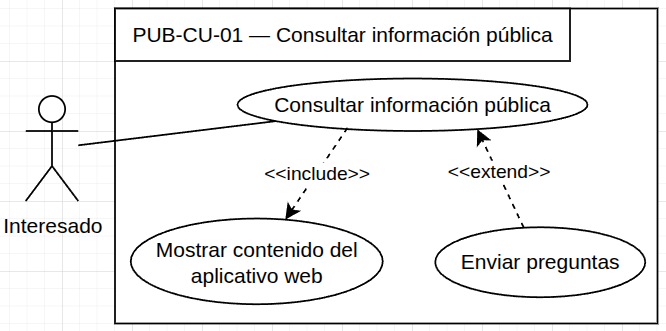 PUB-CU-01 — Consultar información pública
Consultar información pública
<<include>>
<<extend>>
Interesado
Mostrar contenido del
aplicativo web
Enviar preguntas